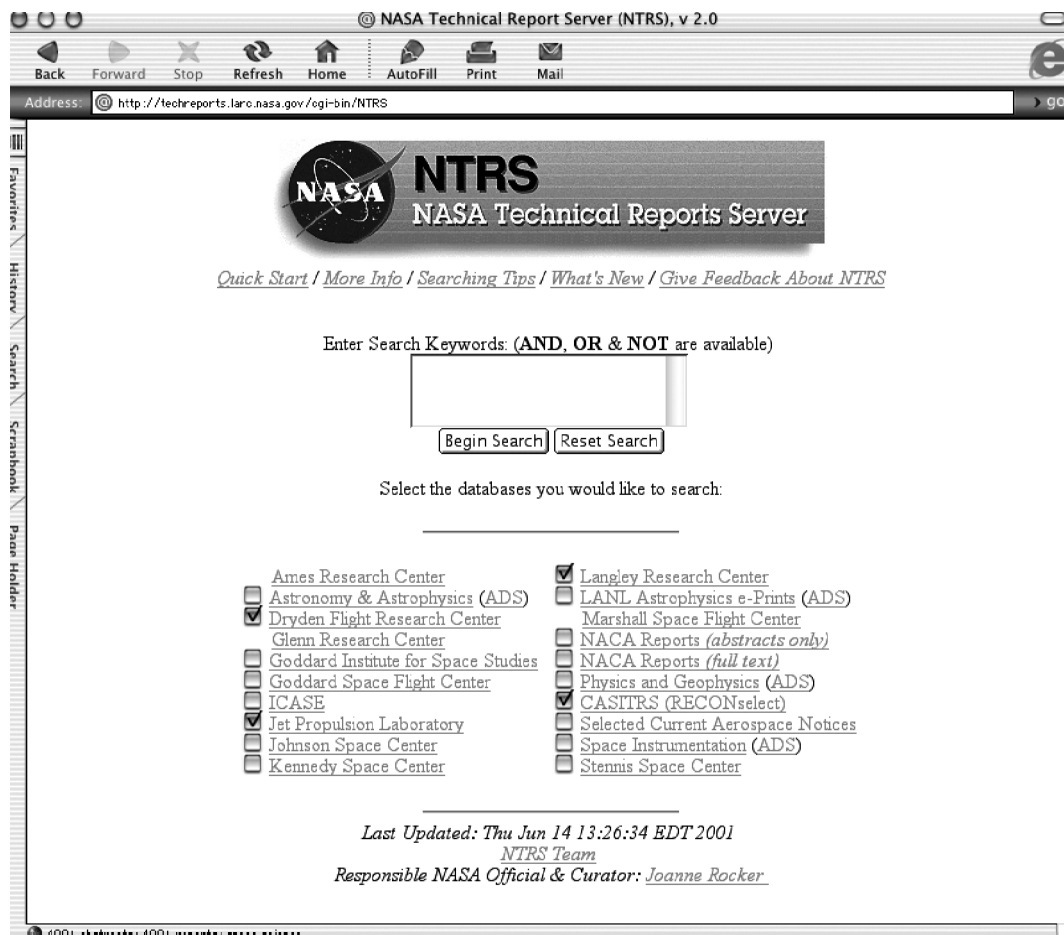 @ NASA Technical Report Server (NTRS), v 2.0
Back Forward Stop Refresh Home AutoFill Print Mail
Address: @ http://techreports.larc.nasa.gov/cgi-bin/NTRS go
Favorites
History
Search
Scrapbook
Page Holder
NASA
NTRS
NASA Technical Reports Server
Quick Start / More Info / Searching Tips / What's New / Give Feedback About NTRS
Enter Search Keywords: (AND, OR & NOT are available)
Begin Search Reset Search
Select the databases you would like to search:
Ames Research Center
Astronomy & Astrophysics (ADS)
Dryden Flight Research Center
Glenn Research Center
Goddard Institute for Space Studies
Goddard Space Flight Center
ICASE
Jet Propulsion Laboratory
Johnson Space Center
Kennedy Space Center
Langley Research Center
LANL Astrophysics e-Prints (ADS)
Marshall Space Flight Center
NACA Reports (abstracts only)
NACA Reports (full text)
Physics and Geophysics (ADS)
CASITRS (RECONselect)
Selected Current Aerospace Notices
Space Instrumentation (ADS)
Stennis Space Center
Last Updated: Thu Jun 14 13:26:34 EDT 2001
NTRS Team
Responsible NASA Official & Curator: Joanne Rocker